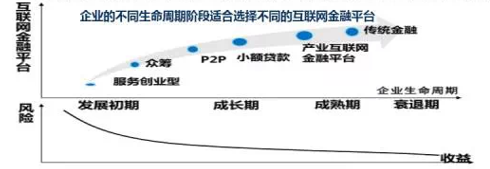 企业的不同生命周期阶段适合选择不同的互联网金融平台
互联网金融平台
传统金融
产业互联网
金融平台
小额贷款
P2P
众筹
服务创业型
企业生命周期
发展初期
成长期
成熟期
衰退期
风险
收益